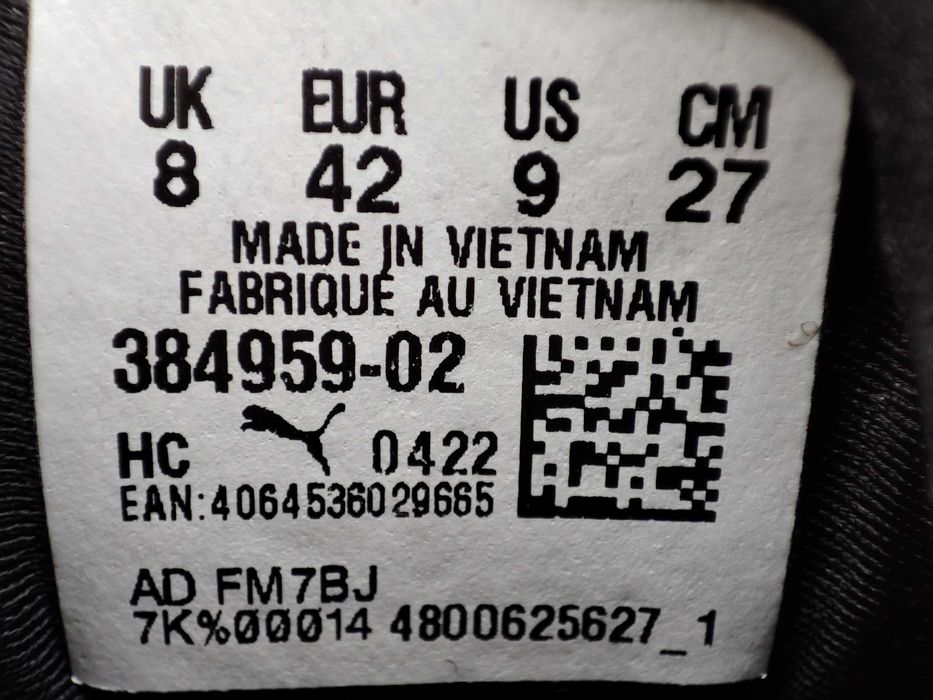 UK EUR US CM
8 42 9 27
MADE IN VIETNAM
FABRIQUE AU VIETNAM
384959-02
HC 0422
EAN:4064536029665
AD FM7BJ
7K%00014 4800625627_1